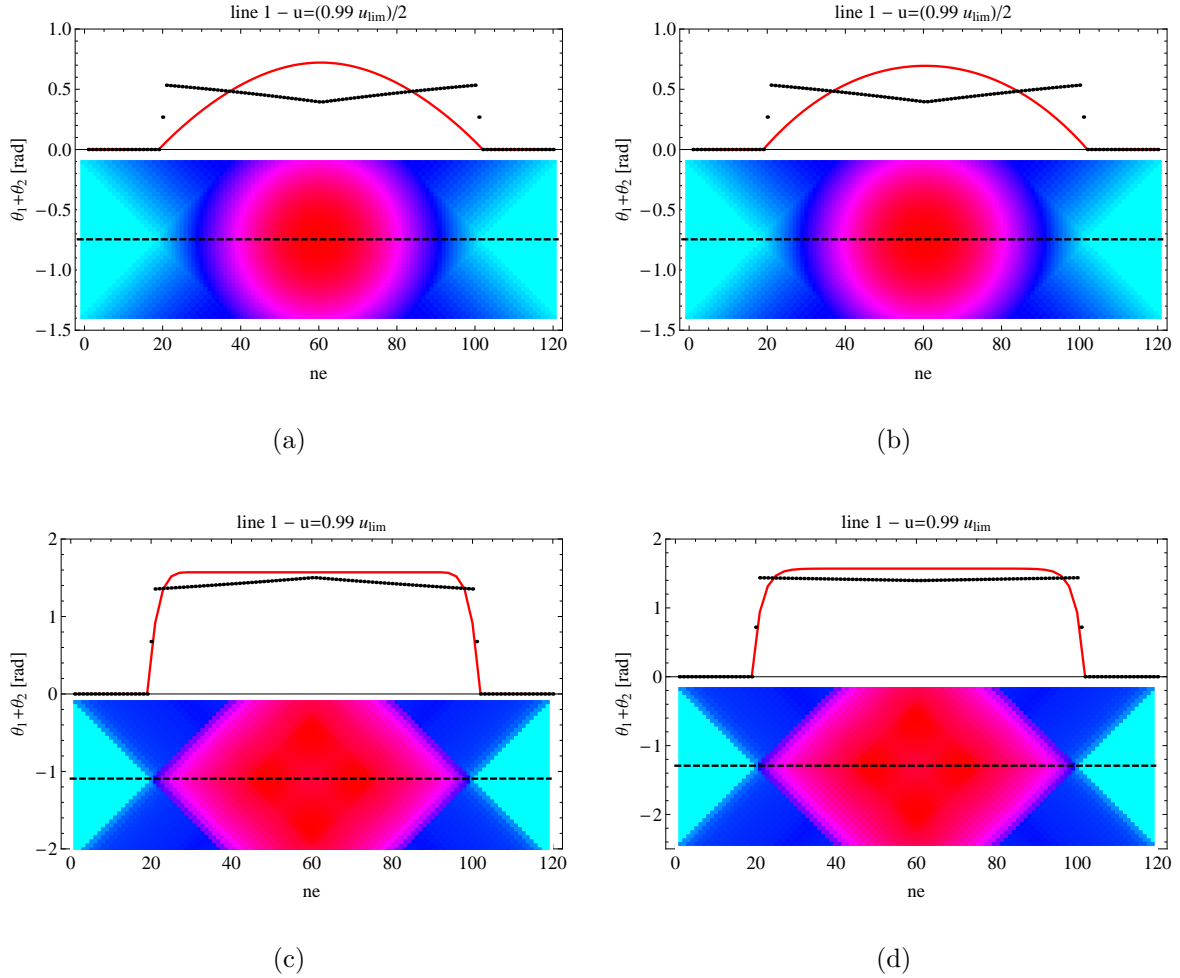 line 1 − u=(0.99 u_lim)/2
line 1 − u=(0.99 u_lim)/2
θ₁+θ₂ [rad]
1.0
0.5
0.0
−0.5
−1.0
−1.5
0 20 40 60 80 100 120
ne
(a)
θ₁+θ₂ [rad]
1.0
0.5
0.0
−0.5
−1.0
−1.5
0 20 40 60 80 100 120
ne
(b)
line 1 − u=0.99 u_lim
line 1 − u=0.99 u_lim
θ₁+θ₂ [rad]
2
1
0
−1
−2
0 20 40 60 80 100 120
ne
(c)
θ₁+θ₂ [rad]
2
1
0
−1
−2
0 20 40 60 80 100 120
ne
(d)